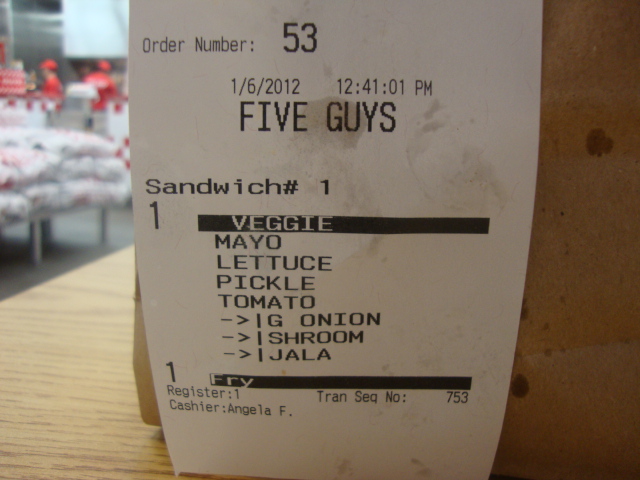 Order Number: 53
1/6/2012 12:41:01 PM
FIVE GUYS
Sandwich# 1
1 VEGGIE
MAYO
LETTUCE
PICKLE
TOMATO
->|G ONION
->|SHROOM
->|JALA
1 Fry
Register:1 Tran Seq No: 753
Cashier:Angela F.